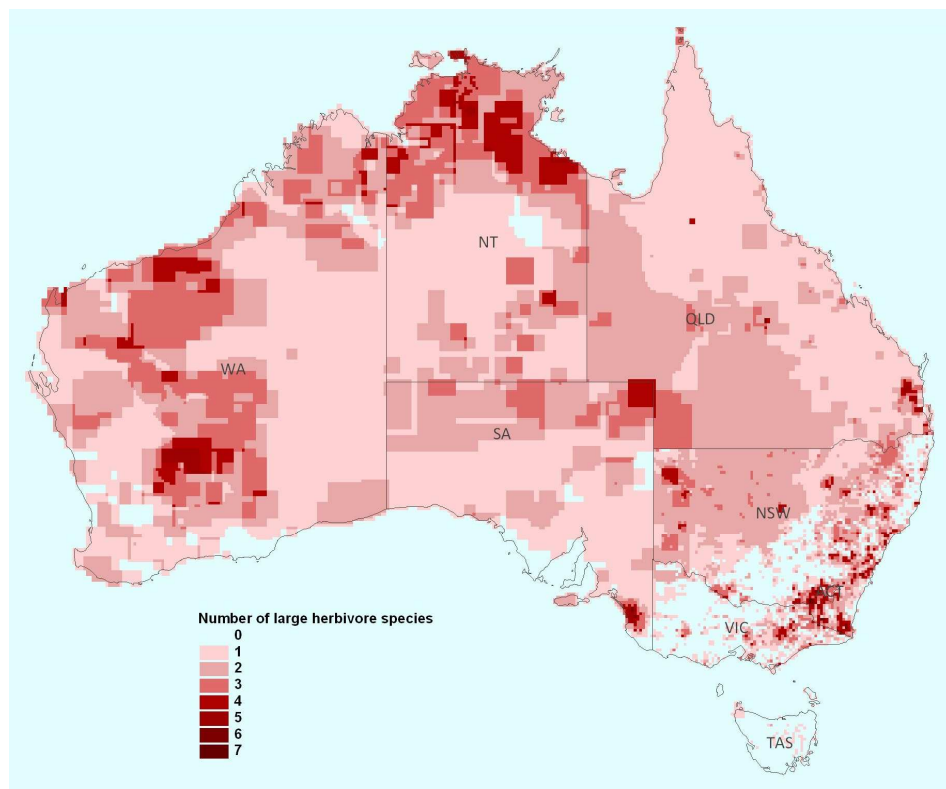 NT
QLD
WA
SA
NSW
ACT
VIC
TAS
Number of large herbivore species
0
1
2
3
4
5
6
7